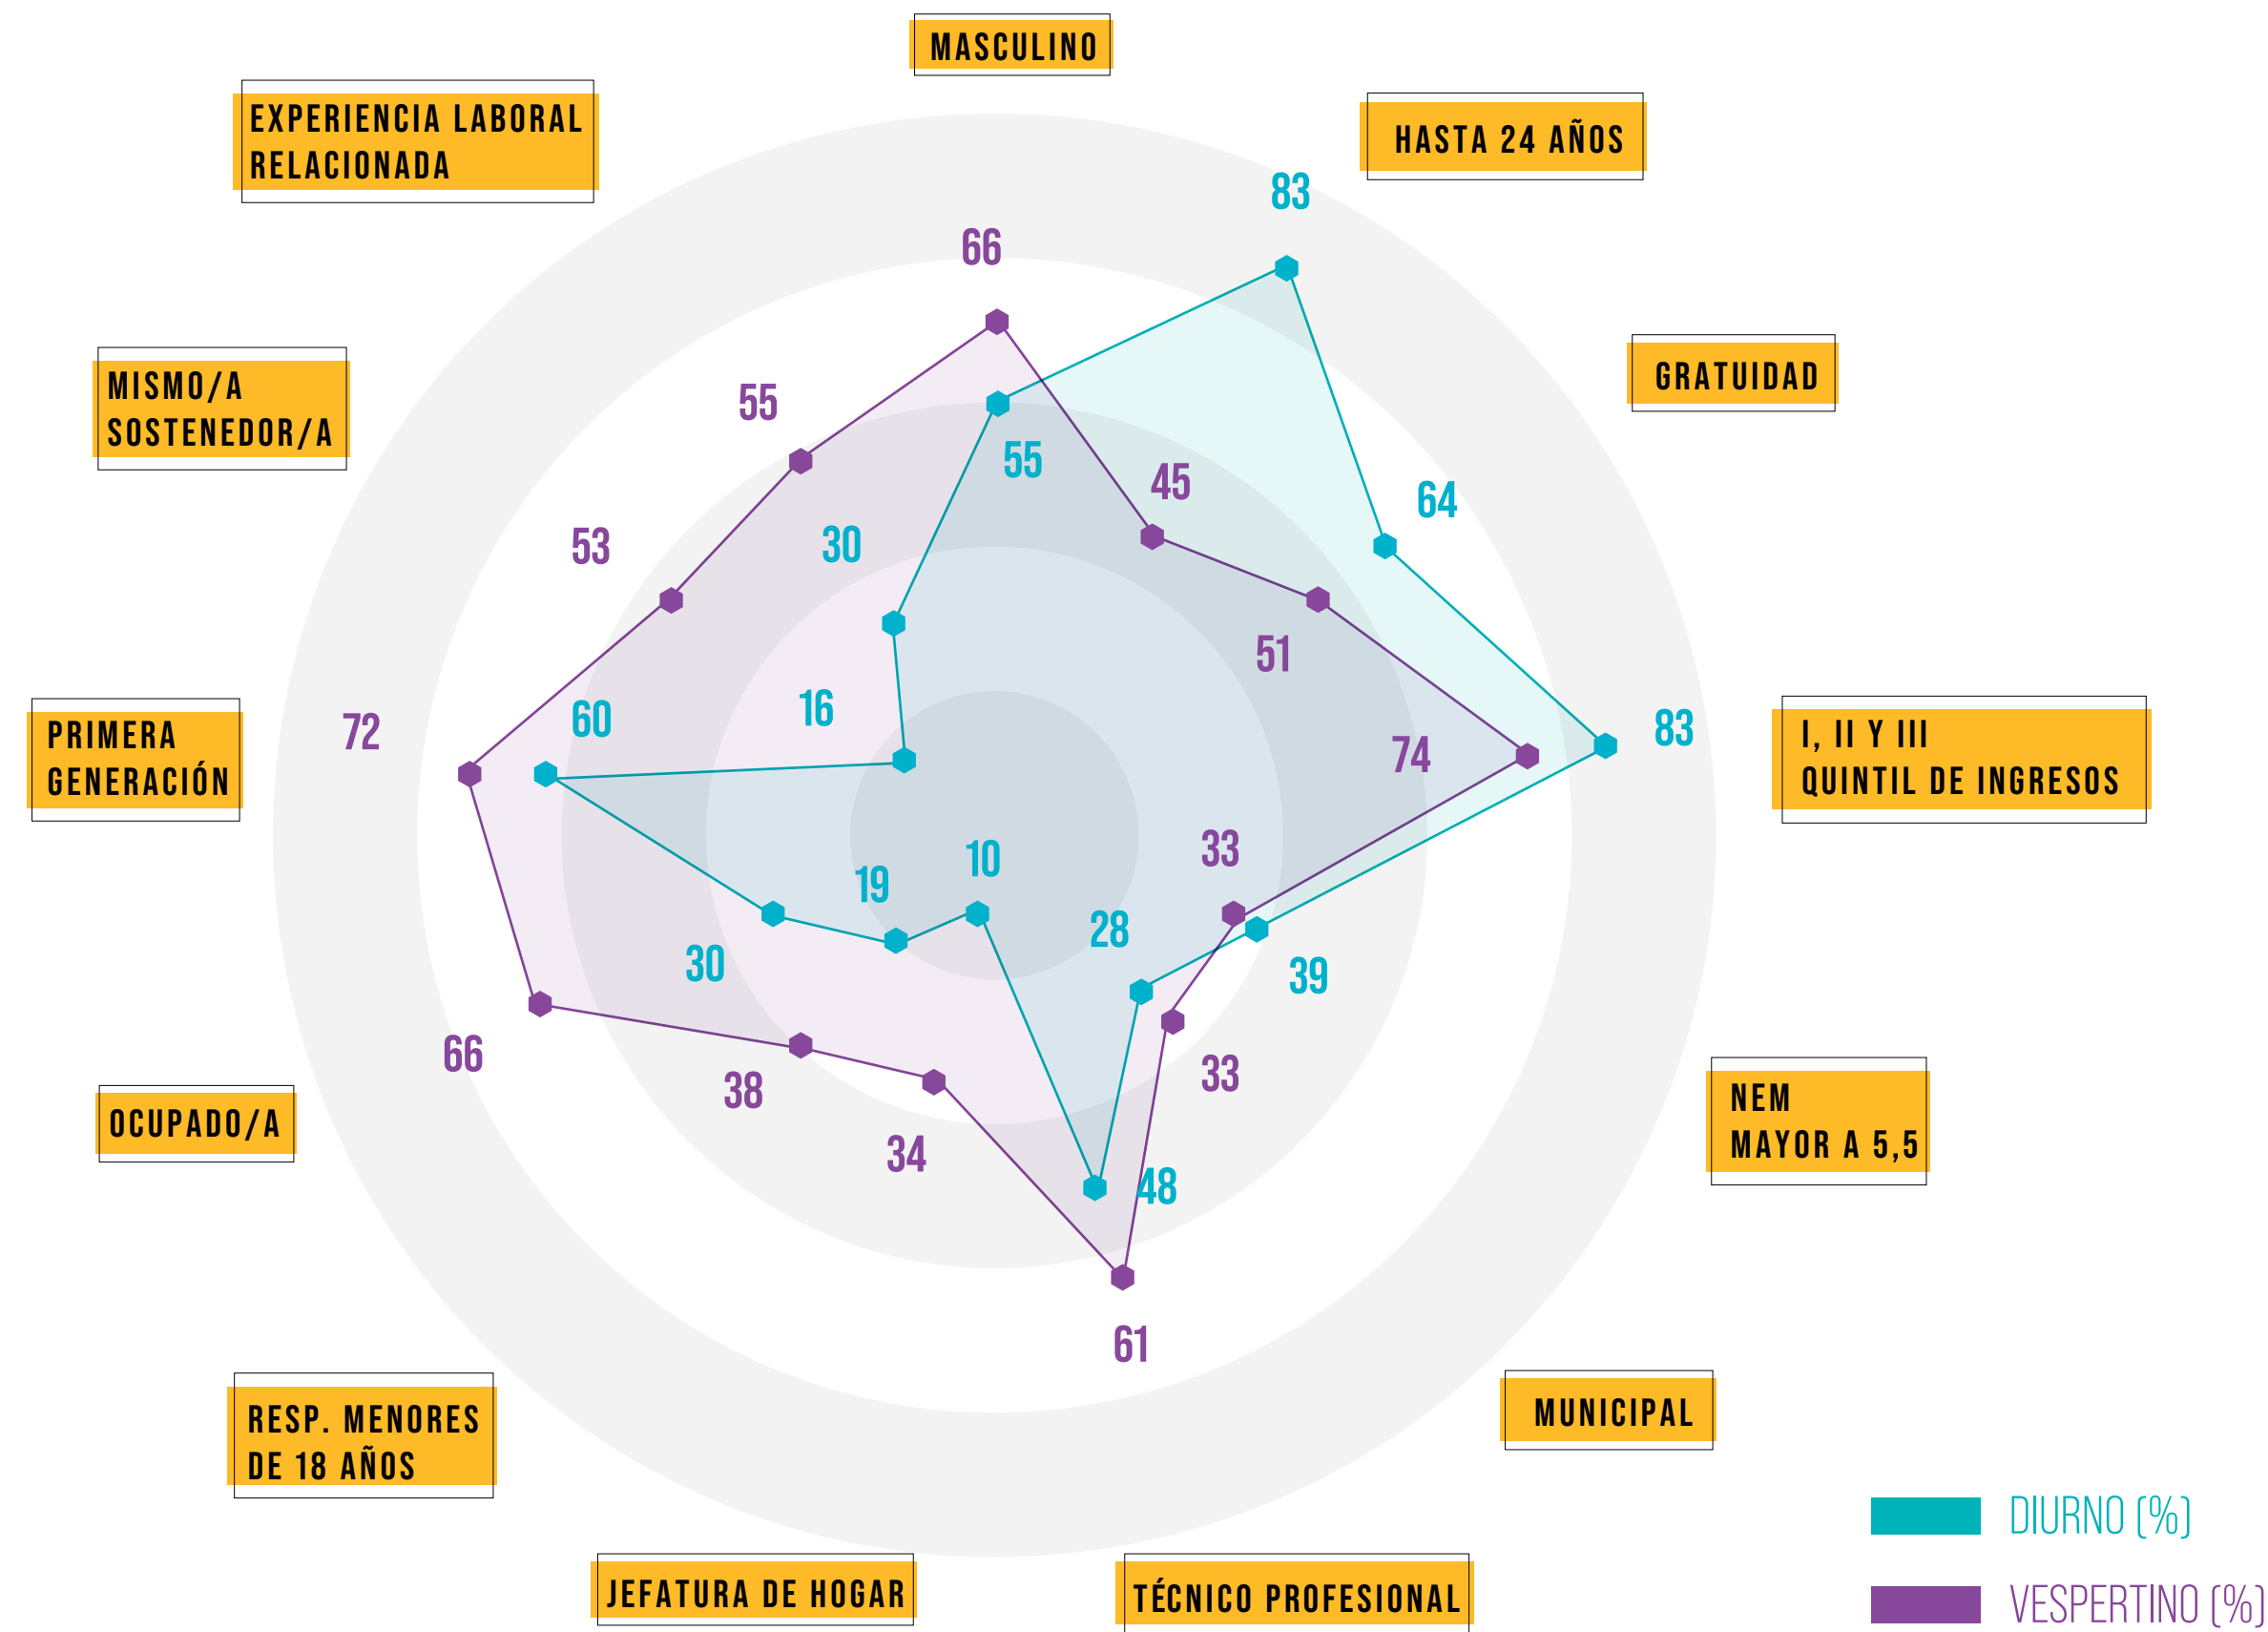 MASCULINO
EXPERIENCIA LABORAL
RELACIONADA
HASTA 24 AÑOS
83
66
GRATUIDAD
MISMO/A
SOSTENEDOR/A
55
55
45
64
53
30
51
I, II Y III
QUINTIL DE INGRESOS
PRIMERA
GENERACIÓN
72
60
16
74
83
33
10
19
28
30
39
66
38
33
NEM
MAYOR A 5,5
OCUPADO/A
34
48
61
RESP. MENORES
DE 18 AÑOS
MUNICIPAL
JEFATURA DE HOGAR
TÉCNICO PROFESIONAL
DIURNO (%)
VESPERTINO (%)